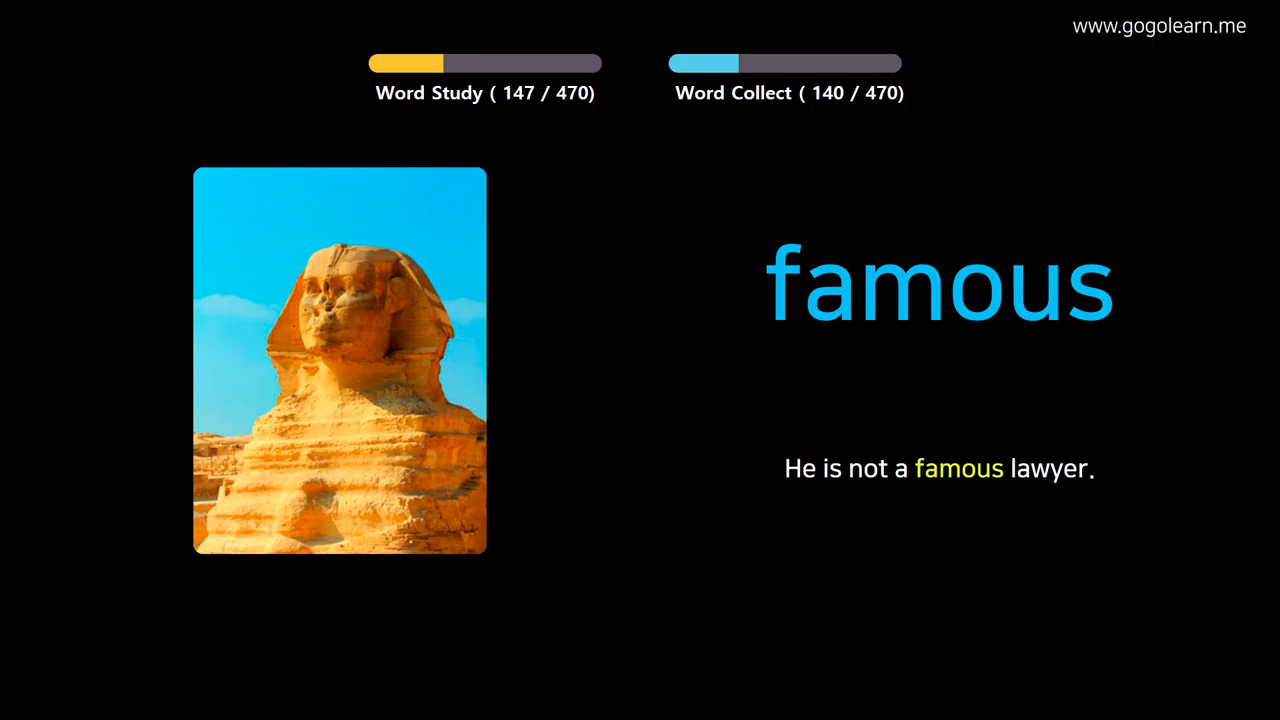 www.gogolearn.me
Word Study ( 147 / 470)
Word Collect ( 140 / 470)
famous
He is not a famous lawyer.